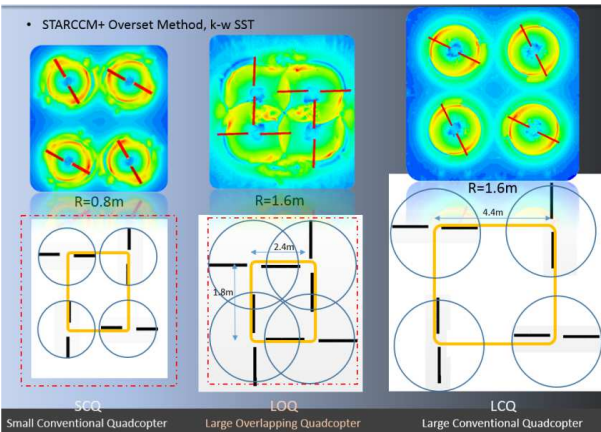 • STARCCM+ Overset Method, k-w SST
R=0.8m
R=1.6m
R=1.6m
4.4m
2.4m
1.8m
SCQ
LOQ
LCQ
Small Conventional Quadcopter
Large Overlapping Quadcopter
Large Conventional Quadcopter